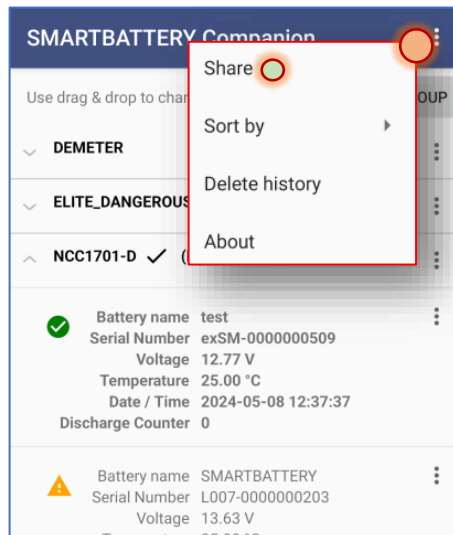 SMARTBATTERY Companion
Share
Use drag & drop to char
OUP
Sort by
DEMETER
Delete history
ELITE_DANGEROUS
About
NCC1701-D (
Battery name test
Serial Number exSM-0000000509
Voltage 12.77 V
Temperature 25.00 °C
Date / Time 2024-05-08 12:37:37
Discharge Counter 0
Battery name SMARTBATTERY
Serial Number L007-0000000203
Voltage 13.63 V